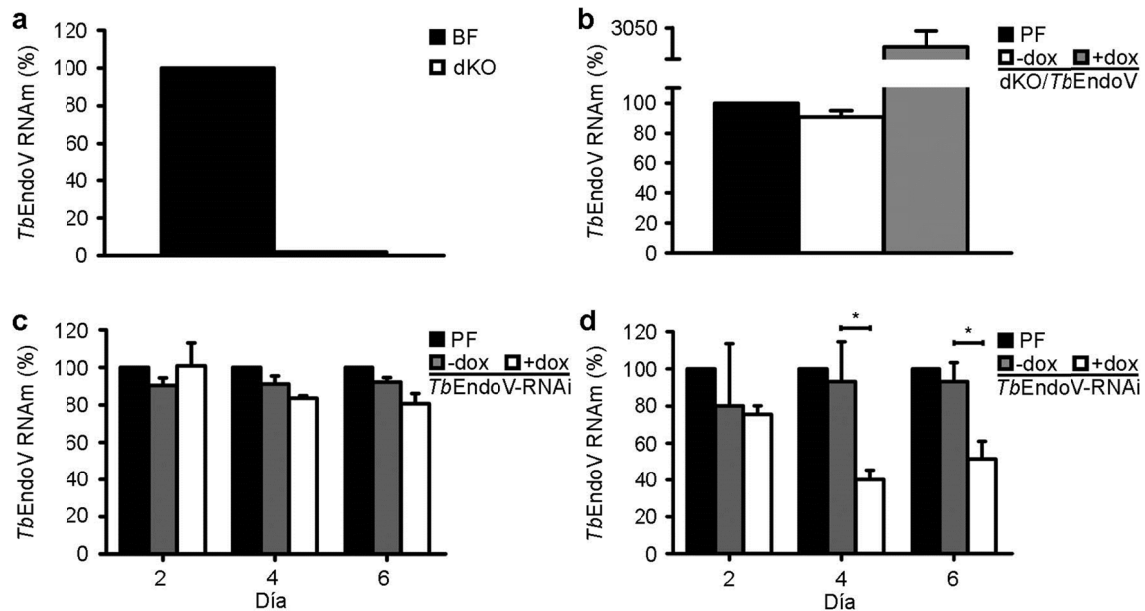 a
120
100
80
60
40
20
0
TbEndoV RNAm (%)
BF
dKO
b
3050
100
80
60
40
20
0
TbEndoV RNAm (%)
PF
-dox +dox
dKO/TbEndoV
c
120
100
80
60
40
20
0
TbEndoV RNAm (%)
PF
-dox +dox
TbEndoV-RNAi
2 4 6
Día
d
120
100
80
60
40
20
0
TbEndoV RNAm (%)
* *
PF
-dox +dox
TbEndoV-RNAi
2 4 6
Día